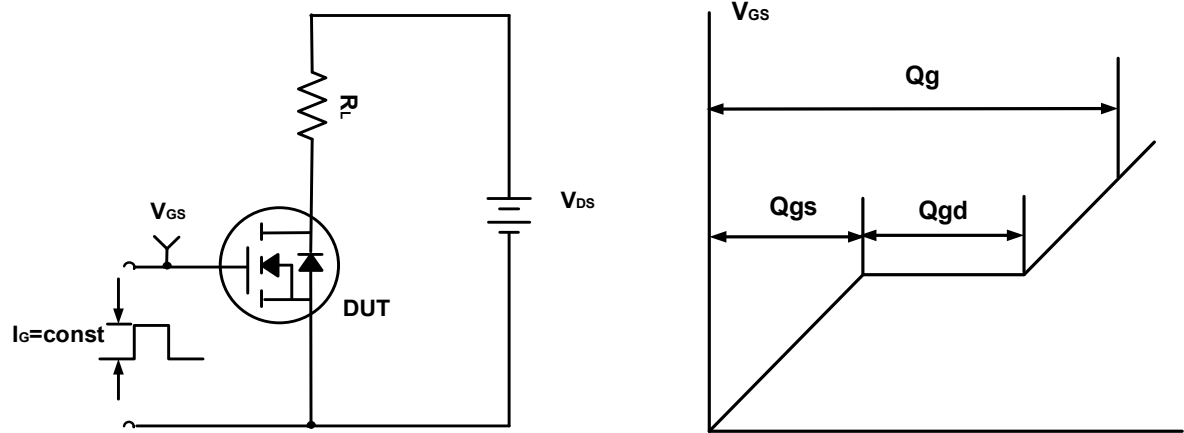 RL
VDS
VGS
DUT
IG=const
VGS
Qg
Qgs
Qgd